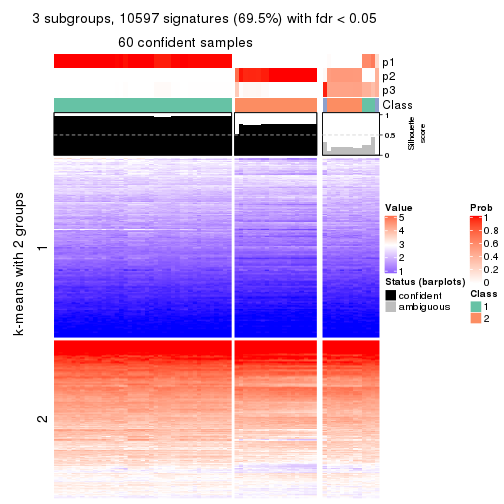 3 subgroups, 10597 signatures (69.5%) with fdr < 0.05
60 confident samples
p1
p2
p3
Class
1
0.5
0
Silhouette
score
k-means with 2 groups
1
2
Value
5
4
3
2
1
Status (barplots)
confident
ambiguous
Prob
1
0.8
0.6
0.4
0.2
0
Class
1
2